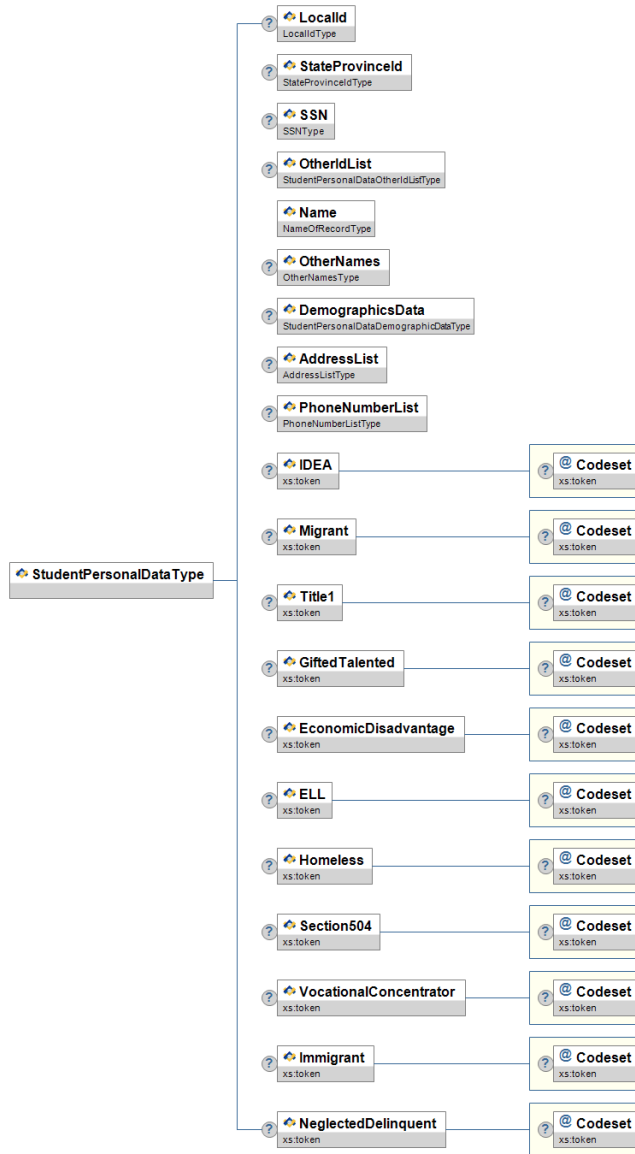 ? LocalId
LocalIdType
? StateProvinceId
StateProvinceIdType
? SSN
SSNType
? OtherIdList
StudentPersonalDataOtherIdListType
Name
NameOfRecordType
? OtherNames
OtherNamesType
? DemographicsData
StudentPersonalDataDemographicDataType
? AddressList
AddressListType
? PhoneNumberList
PhoneNumberListType
? IDEA ? @ Codeset
xs:token xs:token
? Migrant ? @ Codeset
xs:token xs:token
StudentPersonalDataType
? Title1 ? @ Codeset
xs:token xs:token
? GiftedTalented ? @ Codeset
xs:token xs:token
? EconomicDisadvantage ? @ Codeset
xs:token xs:token
? ELL ? @ Codeset
xs:token xs:token
? Homeless ? @ Codeset
xs:token xs:token
? Section504 ? @ Codeset
xs:token xs:token
? VocationalConcentrator ? @ Codeset
xs:token xs:token
? Immigrant ? @ Codeset
xs:token xs:token
? NeglectedDelinquent ? @ Codeset
xs:token xs:token